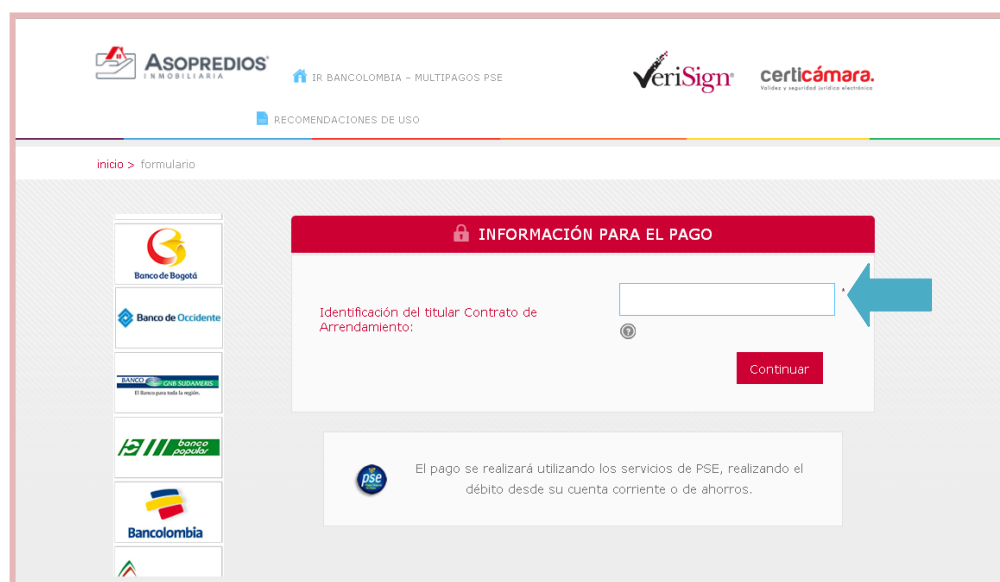 ASOPREDIOS
INMOBILIARIA
IR BANCOLOMBIA - MULTIPAGOS PSE
VeriSign
certicámara.
Validez y seguridad jurídica electrónica
RECOMENDACIONES DE USO
inicio > formulario
INFORMACIÓN PARA EL PAGO
Identificación del titular Contrato de
Arrendamiento:
*
?
Continuar
Banco de Bogotá
Banco de Occidente
BANCO GNB SUDAMERIS
El Banco para toda la región.
banco
popular
Bancolombia
pse
El pago se realizará utilizando los servicios de PSE, realizando el
débito desde su cuenta corriente o de ahorros.